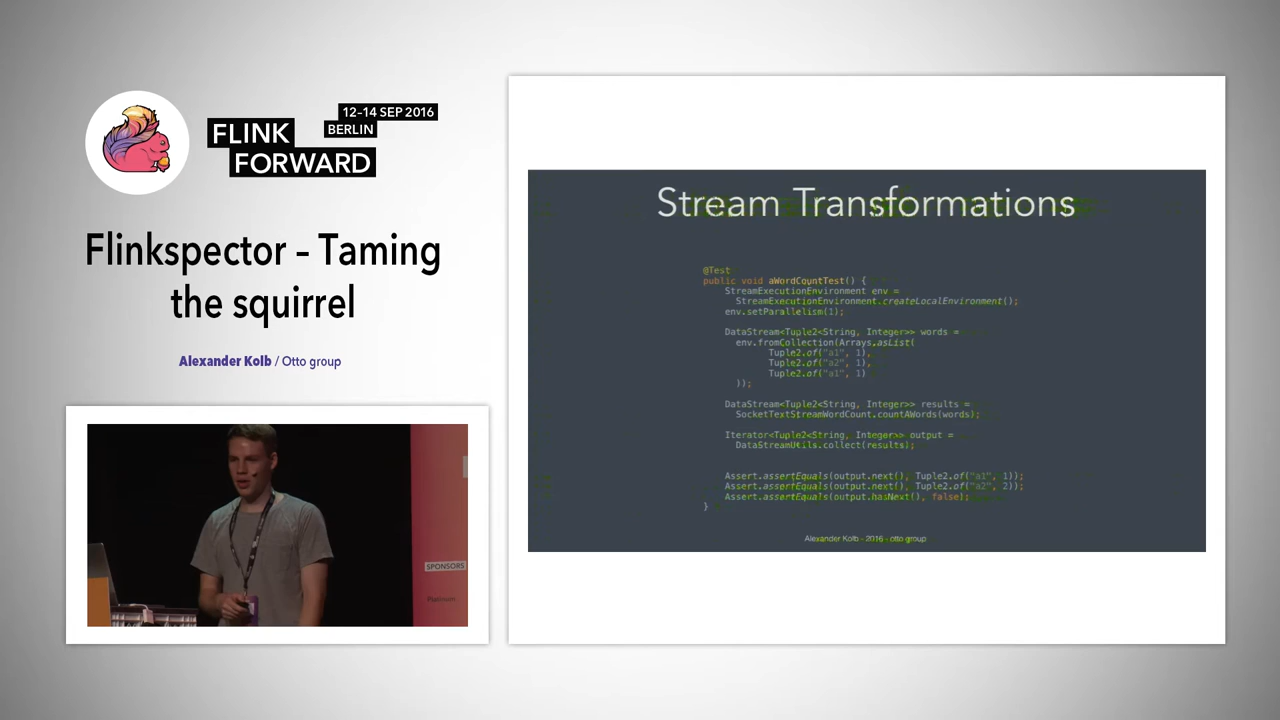 12-14 SEP 2016
BERLIN
FLINK
FORWARD
Flinkspector – Taming
the squirrel
Alexander Kolb / Otto group
SPONSORS
Platinum
Stream Transformations
@Test
public void aWordCountTest() {
StreamExecutionEnvironment env =
StreamExecutionEnvironment.createLocalEnvironment();
env.setParallelism(1);
DataStream<Tuple2<String, Integer>> words =
env.fromCollection(Arrays.asList(
Tuple2.of("a1", 1),
Tuple2.of("a2", 1),
Tuple2.of("a1", 1)
));
DataStream<Tuple2<String, Integer>> results =
SocketTextStreamWordCount.countAWords(words);
Iterator<Tuple2<String, Integer>> output =
DataStreamUtils.collect(results);
Assert.assertEquals(output.next(), Tuple2.of("a1", 1));
Assert.assertEquals(output.next(), Tuple2.of("a2", 2));
Assert.assertEquals(output.hasNext(), false);
}
Alexander Kolb - 2016 - otto group